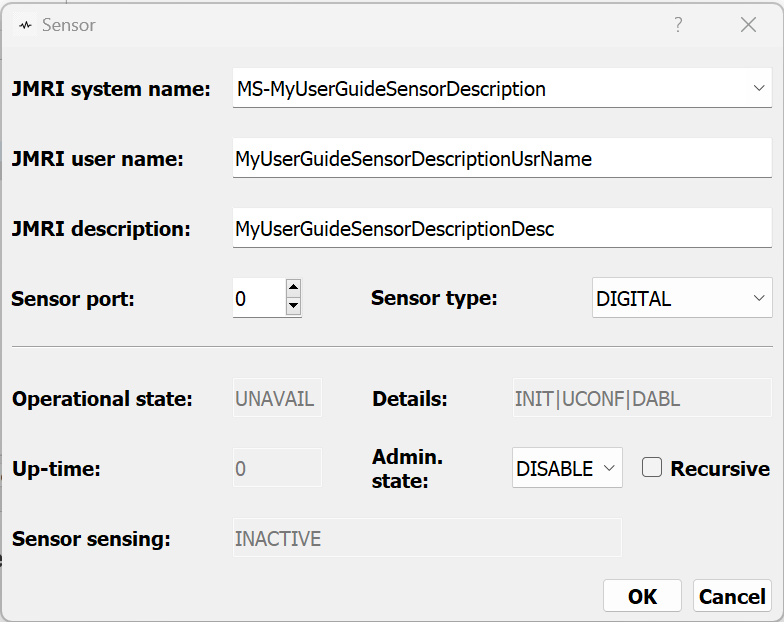 Sensor ?
JMRI system name: MS-MyUserGuideSensorDescription
JMRI user name: MyUserGuideSensorDescriptionUsrName
JMRI description: MyUserGuideSensorDescriptionDesc
Sensor port: 0 Sensor type: DIGITAL
Operational state: UNAVAIL Details: INIT|UCONF|DABL
Up-time: 0 Admin. state: DISABLE Recursive
Sensor sensing: INACTIVE
OK Cancel